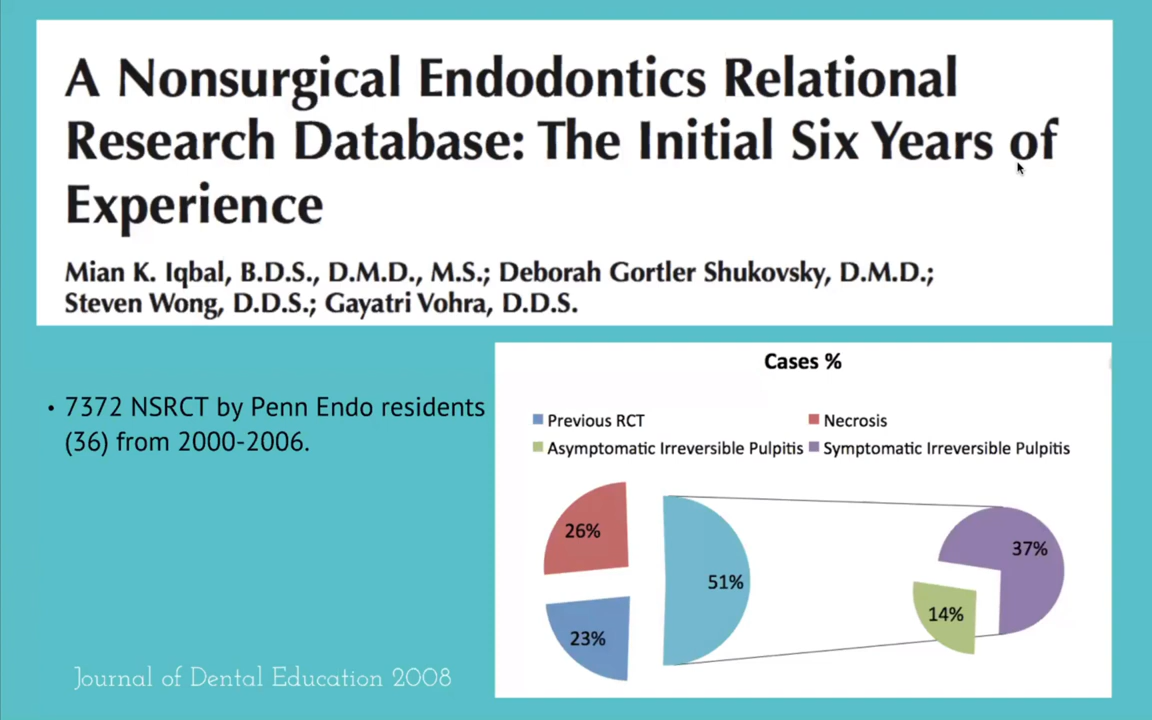 A Nonsurgical Endodontics Relational
Research Database: The Initial Six Years of
Experience
Mian K. Iqbal, B.D.S., D.M.D., M.S.; Deborah Gortler Shukovsky, D.M.D.;
Steven Wong, D.D.S.; Gayatri Vohra, D.D.S.
• 7372 NSRCT by Penn Endo residents
(36) from 2000-2006.
Journal of Dental Education 2008
Cases %
Previous RCT
Necrosis
Asymptomatic Irreversible Pulpitis
Symptomatic Irreversible Pulpitis
26%
51%
23%
37%
14%